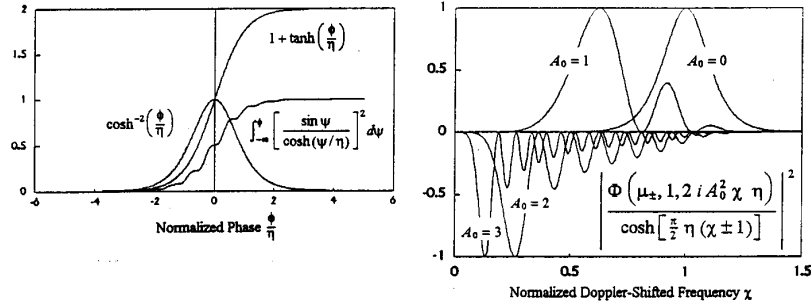 2
1.5
1
0.5
0
-6 -4 -2 0 2 4 6
1 + tanh(ϕ/η)
cosh⁻²(ϕ/η)
∫_{-∞}^{ϕ} [sin ψ / cosh(ψ/η)]² dψ
Normalized Phase ϕ/η
1
0.5
0
-0.5
-1
0 0.5 1 1.5
A₀ = 1
A₀ = 0
A₀ = 2
A₀ = 3
|Φ(μ±, 1, 2 i A₀² χ η) / cosh[π/2 η (χ ± 1)]|²
Normalized Doppler-Shifted Frequency χ